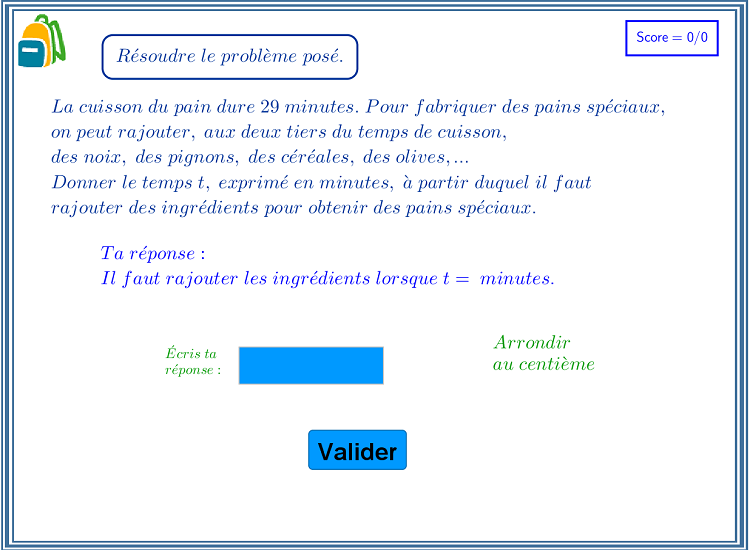 Résoudre le problème posé.
Score = 0/0
La cuisson du pain dure 29 minutes. Pour fabriquer des pains spéciaux,
on peut rajouter, aux deux tiers du temps de cuisson,
des noix, des pignons, des céréales, des olives,...
Donner le temps t, exprimé en minutes, à partir duquel il faut
rajouter des ingrédients pour obtenir des pains spéciaux.
Ta réponse :
Il faut rajouter les ingrédients lorsque t = minutes.
Écris ta
réponse :
Arrondir
au centième
Valider